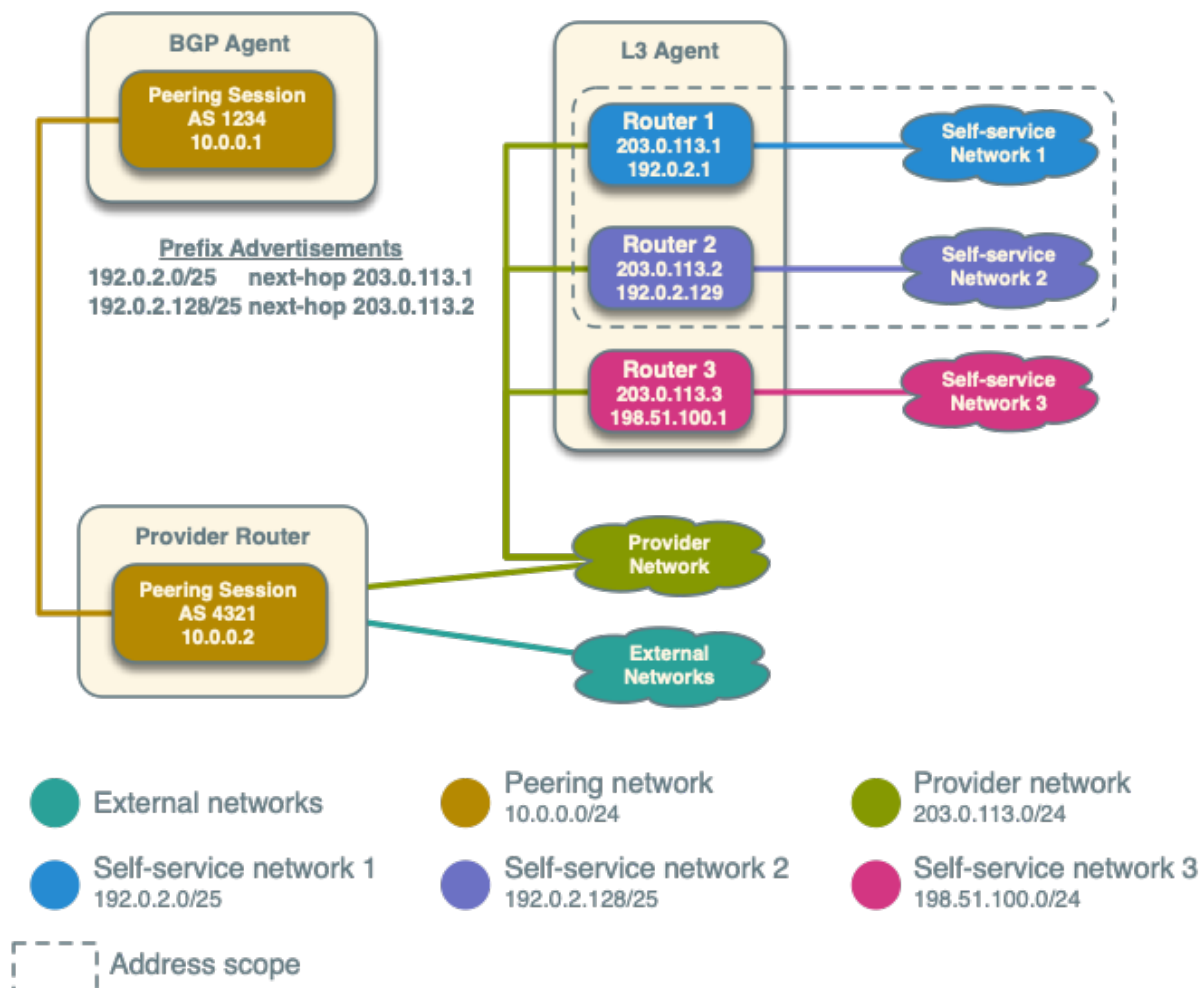 BGP Agent
Peering Session
AS 1234
10.0.0.1
Prefix Advertisements
192.0.2.0/25 next-hop 203.0.113.1
192.0.2.128/25 next-hop 203.0.113.2
L3 Agent
Router 1
203.0.113.1
192.0.2.1
Self-service
Network 1
Router 2
203.0.113.2
192.0.2.129
Self-service
Network 2
Router 3
203.0.113.3
198.51.100.1
Self-service
Network 3
Provider Router
Peering Session
AS 4321
10.0.0.2
Provider
Network
External
Networks
External networks
Peering network
10.0.0.0/24
Provider network
203.0.113.0/24
Self-service network 1
192.0.2.0/25
Self-service network 2
192.0.2.128/25
Self-service network 3
198.51.100.0/24
Address scope